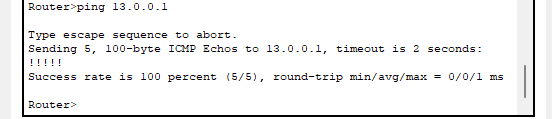 Router>ping 13.0.0.1
Type escape sequence to abort.
Sending 5, 100-byte ICMP Echos to 13.0.0.1, timeout is 2 seconds:
!!!!!
Success rate is 100 percent (5/5), round-trip min/avg/max = 0/0/1 ms
Router>